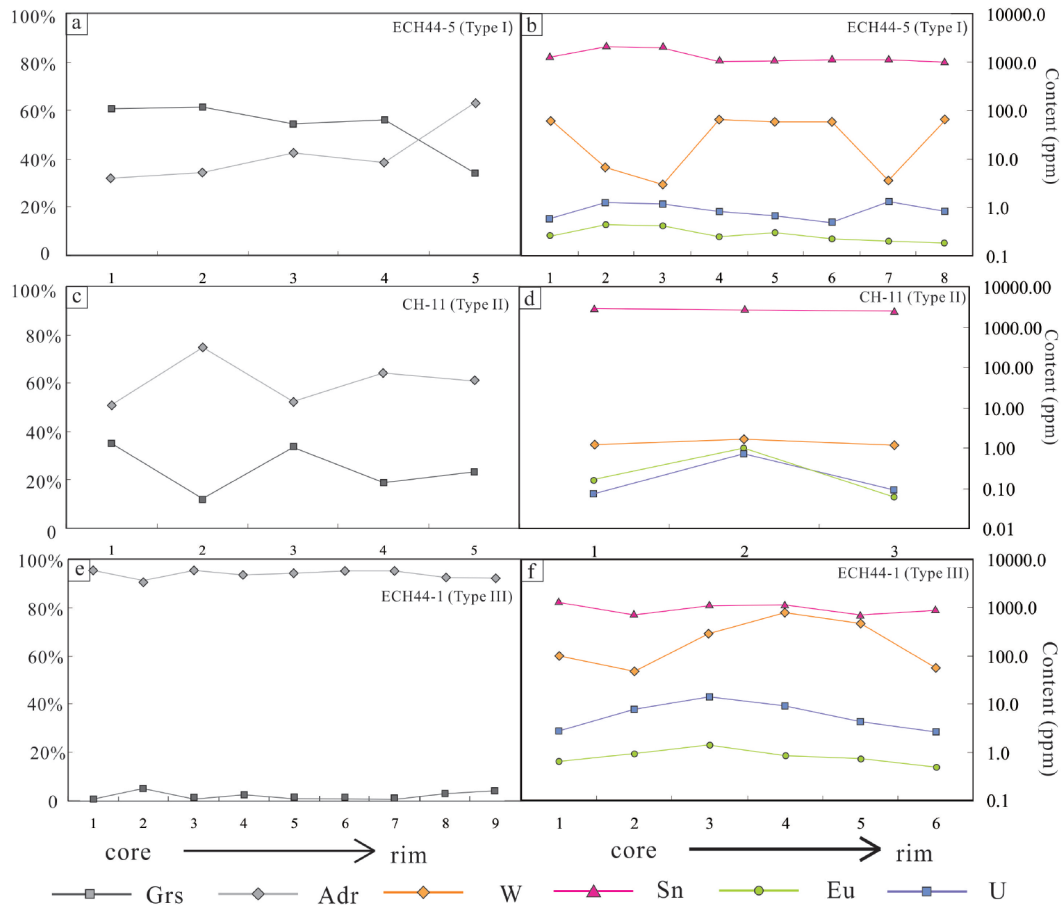 a
ECH44-5 (Type I)
100%
80%
60%
40%
20%
0
1 2 3 4 5
b
ECH44-5 (Type I)
10000.0
1000.0
100.0
10.0
1.0
0.1
Content (ppm)
1 2 3 4 5 6 7 8
c
CH-11 (Type II)
100%
80%
60%
40%
20%
0
1 2 3 4 5
d
CH-11 (Type II)
10000.00
1000.00
100.00
10.00
1.00
0.10
0.01
Content (ppm)
1 2 3
e
ECH44-1 (Type III)
100%
80%
60%
40%
20%
0
1 2 3 4 5 6 7 8 9
core rim
f
ECH44-1 (Type III)
10000.0
1000.0
100.0
10.0
1.0
0.1
Content (ppm)
1 2 3 4 5 6
core rim
Grs Adr W Sn Eu U